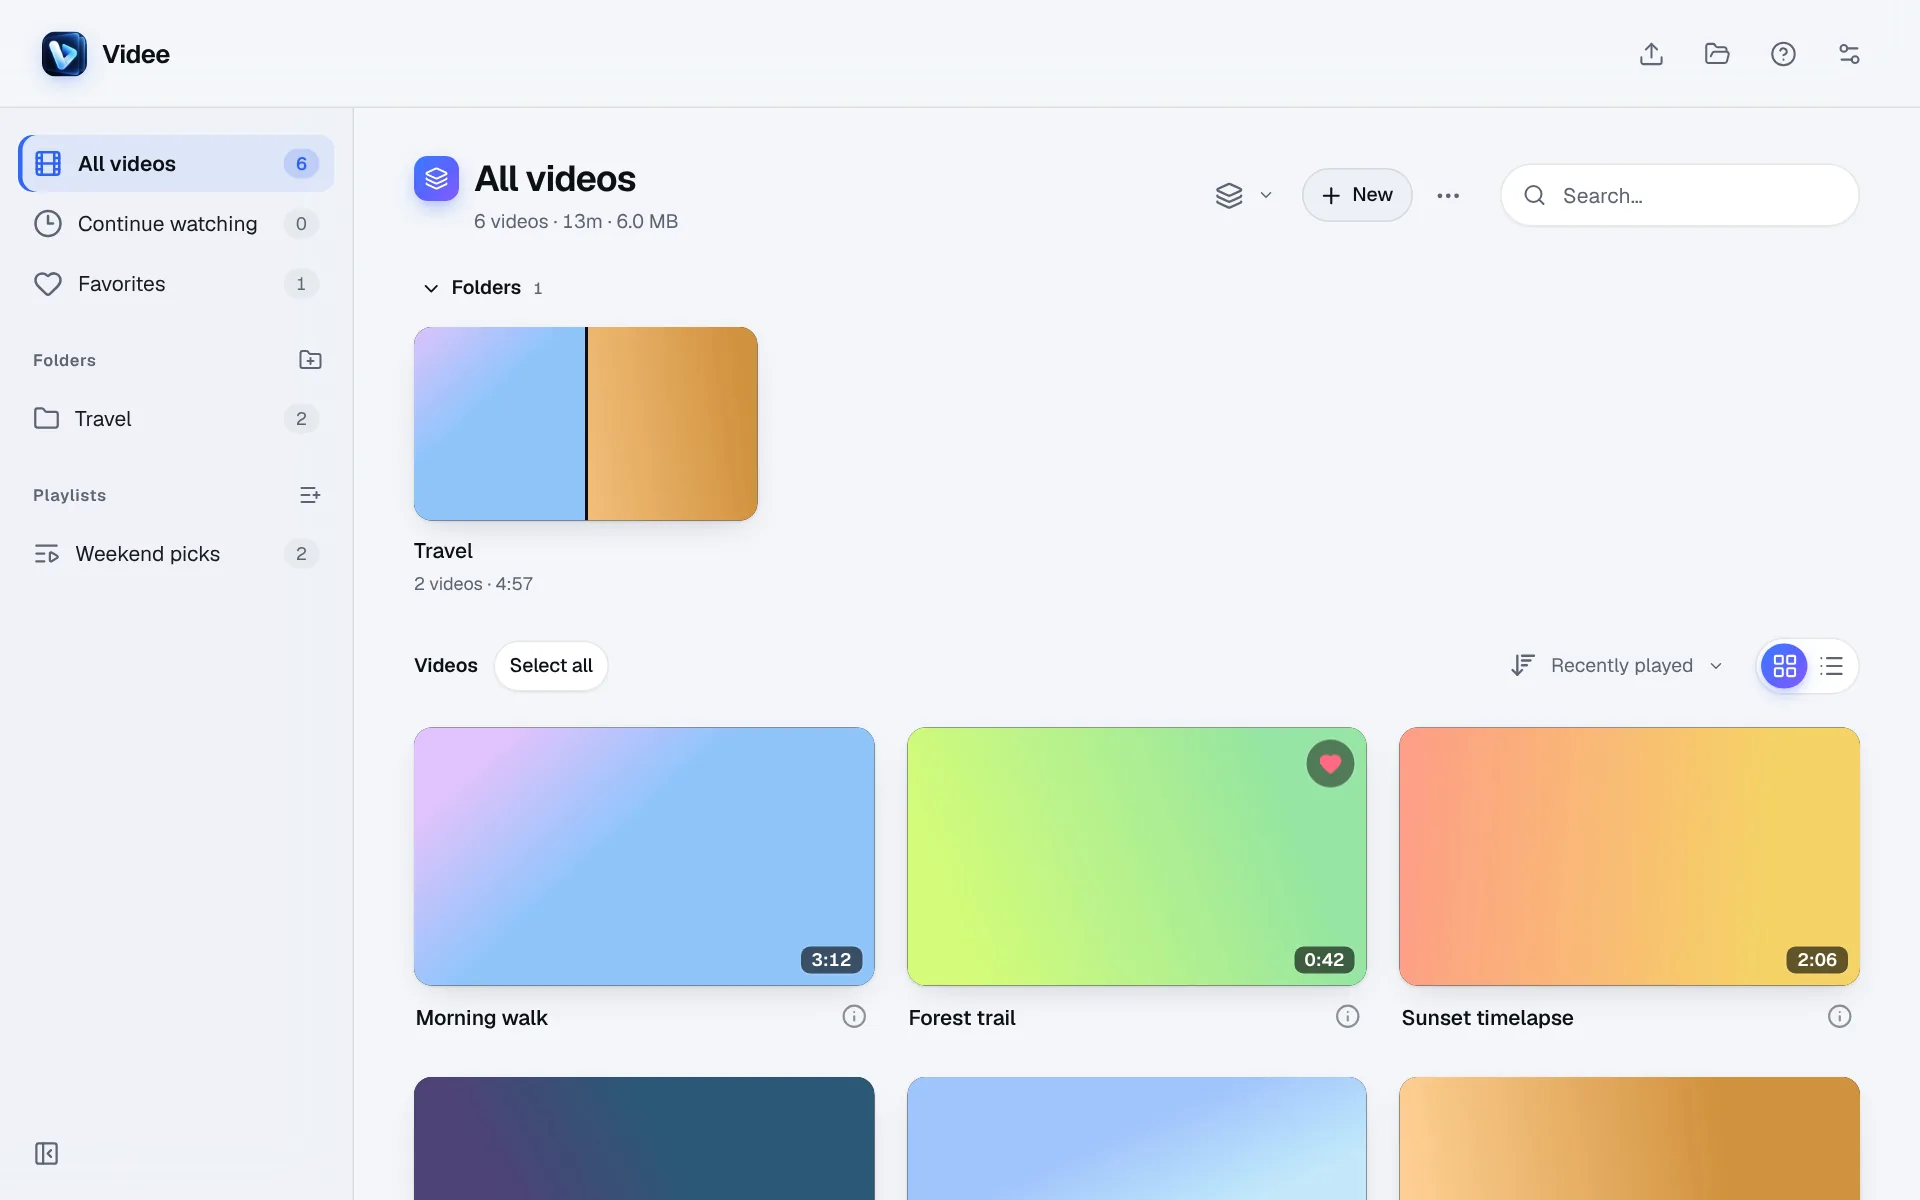 Videe
All videos 6
Continue watching 0
Favorites 1
Folders
Travel 2
Playlists
Weekend picks 2
All videos
6 videos · 13m · 6.0 MB
New
Search...
Folders 1
Travel
2 videos · 4:57
Videos
Select all
Recently played
3:12
0:42
2:06
Morning walk
Forest trail
Sunset timelapse